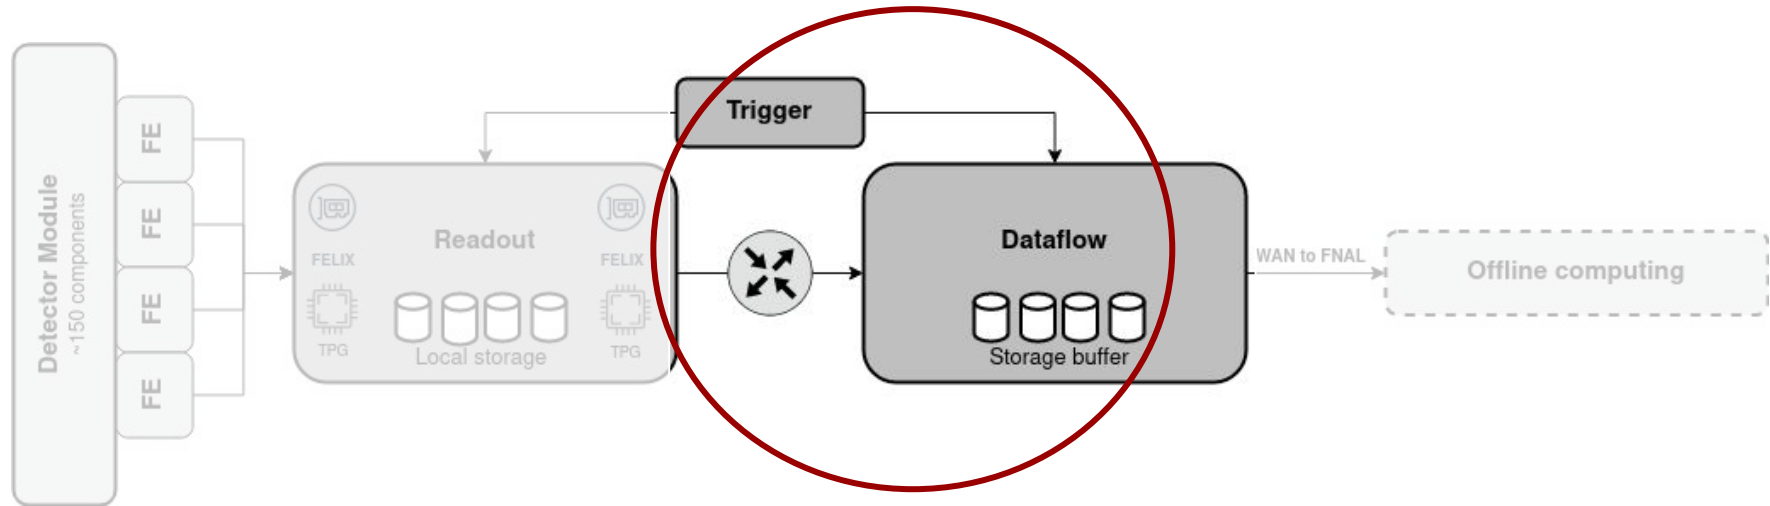 Detector Module
~150 components
FE
FE
FE
FE
Trigger
Readout
FELIX
FELIX
TPG
TPG
Local storage
Dataflow
Storage buffer
WAN to FNAL
Offline computing